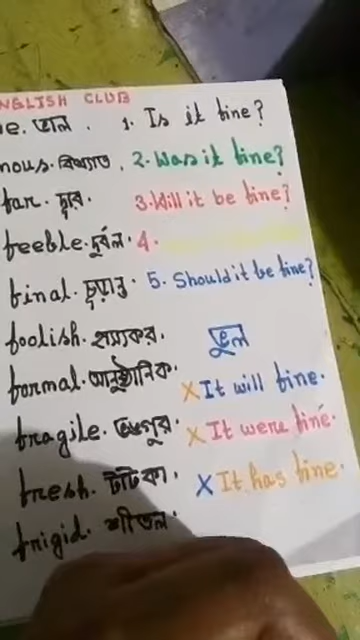 ENGLISH CLUB
ভাল. 1. Is it fine?
বিখ্যাত, 2. Was it fine?
far. দূর. 3. Will it be fine?
feeble. দুর্বল. 4.
final. চূড়ান্ত. 5. Should it be fine?
foolish. হাস্যকর. ভুল
formal. আনুষ্ঠানিক. X It will fine.
fragile. ভঙ্গুর. X It were fine.
fresh. টাটকা. X It has fine.
frigid. শীতল.